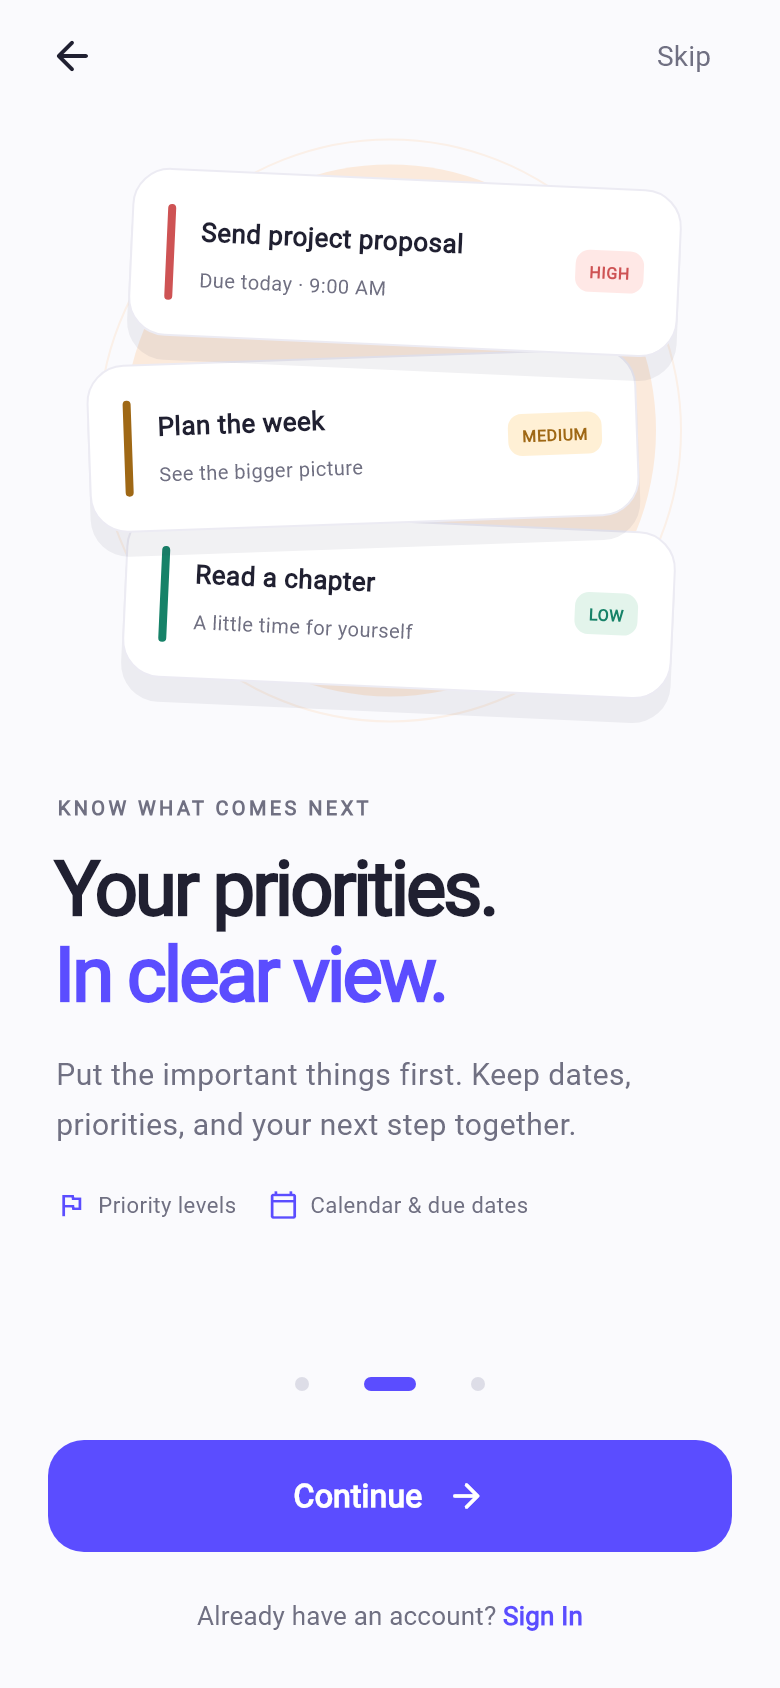 Skip
Send project proposal
Due today · 9:00 AM
HIGH
Plan the week
See the bigger picture
MEDIUM
Read a chapter
A little time for yourself
LOW
KNOW WHAT COMES NEXT
Your priorities.
In clear view.
Put the important things first. Keep dates,
priorities, and your next step together.
Priority levels
Calendar & due dates
Continue
Already have an account? Sign In